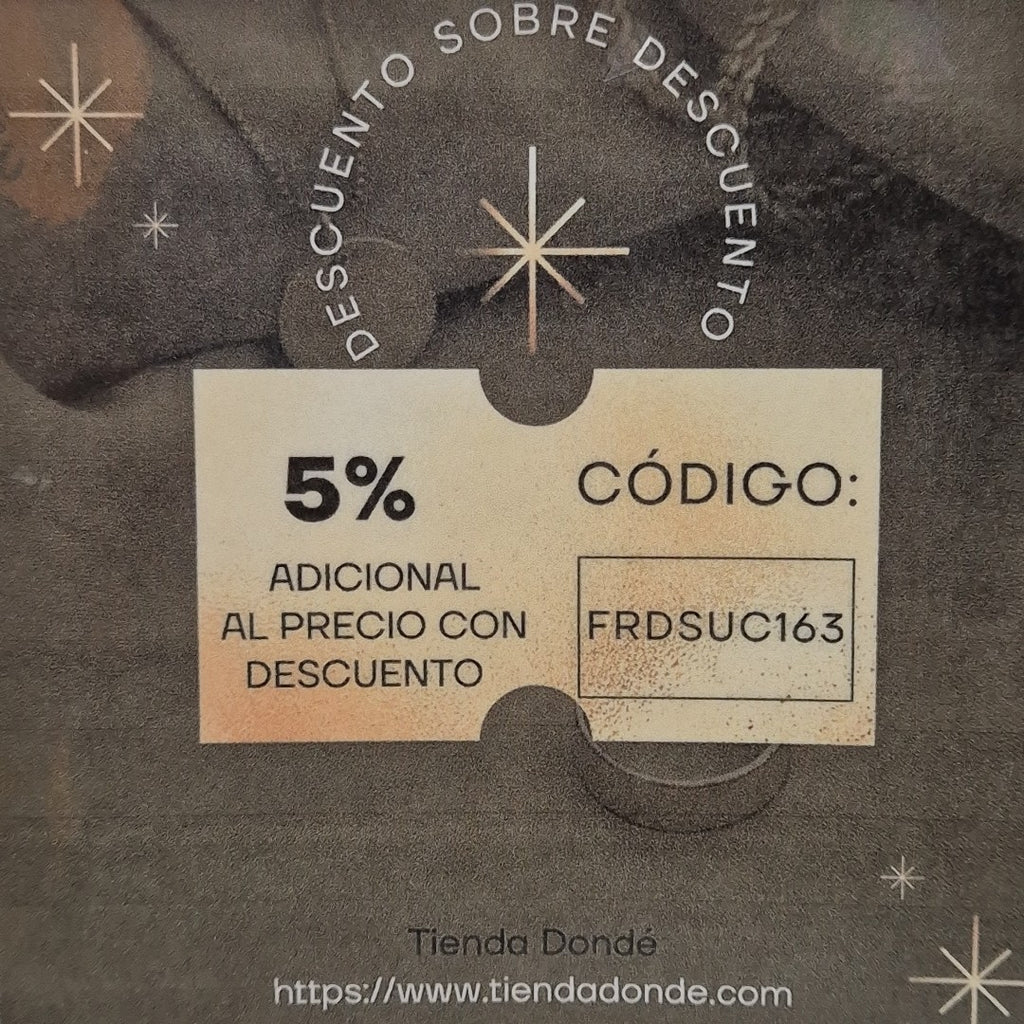 DESCUENTO SOBRE DESCUENTO
5%
ADICIONAL
AL PRECIO CON
DESCUENTO
CÓDIGO:
FRDSUC163
Tienda Dondé
https://www.tiendadonde.com